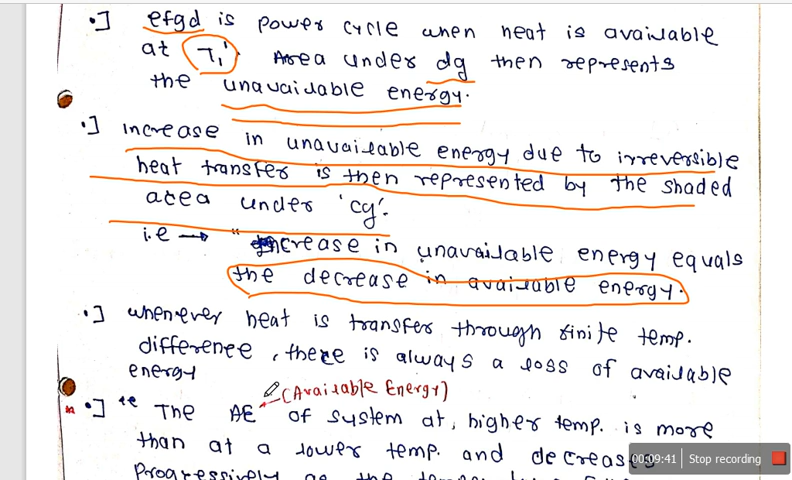 •] efgd is power cycle when heat is available
at T1' Area under dg then represents
the unavailable energy.
•] increase in unavailable energy due to irreversible
heat transfer is then represented by the shaded
area under 'cg'.
i.e → " increase in unavailable energy equals
the decrease in available energy.
•] whenever heat is transfer through finite temp.
difference, there is always a loss of available
energy
(Available Energy)
•] " The AE of system at, higher temp. is more
than at a lower temp. and decreases
progressively as the
00:09:41 Stop recording